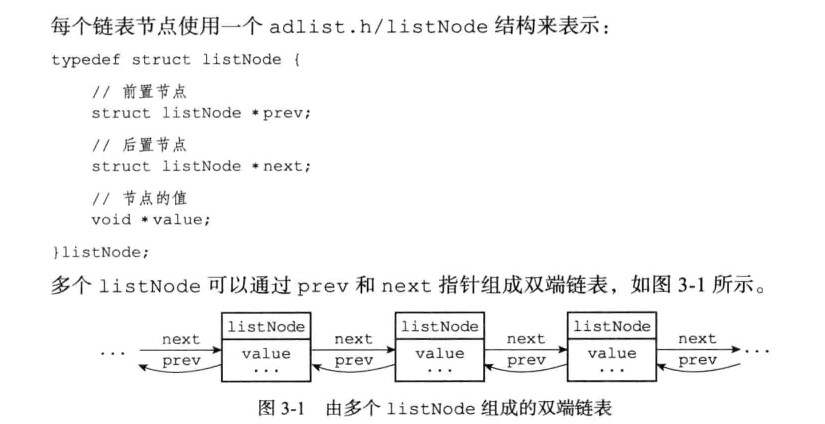 每个链表节点使用一个 adlist.h/listNode 结构来表示：
typedef struct listNode {
// 前置节点
struct listNode *prev;
// 后置节点
struct listNode *next;
// 节点的值
void *value;
}listNode;
多个 listNode 可以通过 prev 和 next 指针组成双端链表，如图 3-1 所示。
listNode listNode listNode
... next next next next ...
prev value prev value prev value prev
... ... ...
图 3-1 由多个 listNode 组成的双端链表